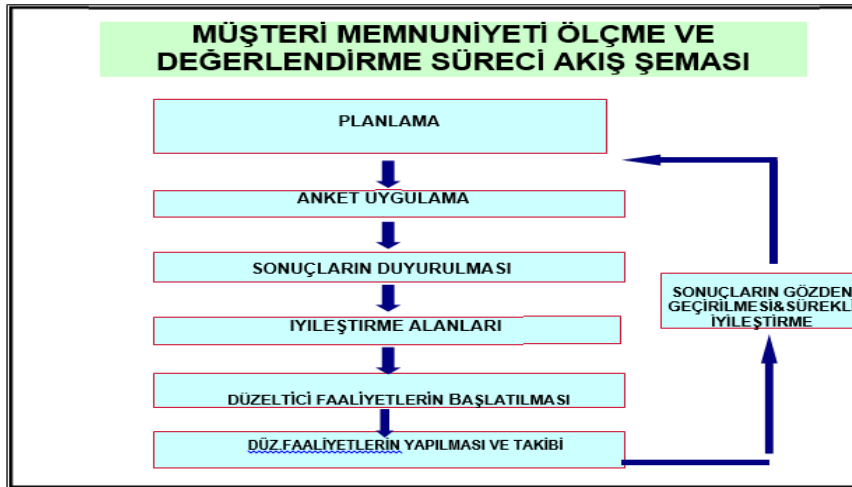 MÜŞTERİ MEMNUNİYETİ ÖLÇME VE
DEĞERLENDİRME SÜRECİ AKIŞ ŞEMASI
PLANLAMA
ANKET UYGULAMA
SONUÇLARIN DUYURULMASI
IYILEŞTIRME ALANLARI
DÜZELTİCİ FAALİYETLERİN BAŞLATILMASI
DÜZ.FAALİYETLERİN YAPILMASI VE TAKİBİ
SONUÇLARIN GÖZDEN
GEÇİRİLMESİ&SÜREKLİ
İYİLEŞTİRME